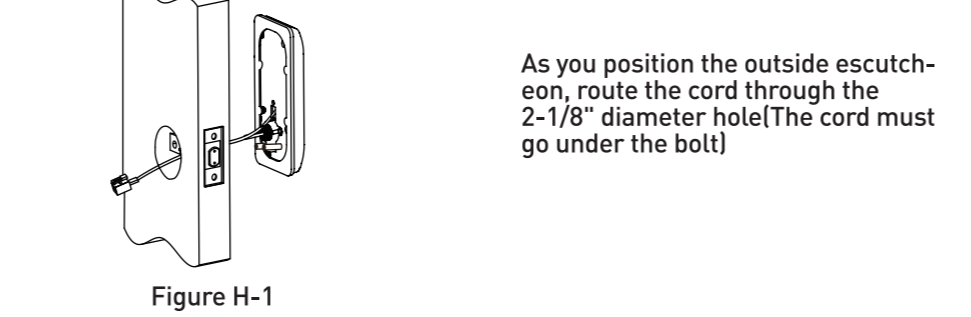 As you position the outside escutch-
eon, route the cord through the
2-1/8" diameter hole(The cord must
go under the bolt)
Figure H-1